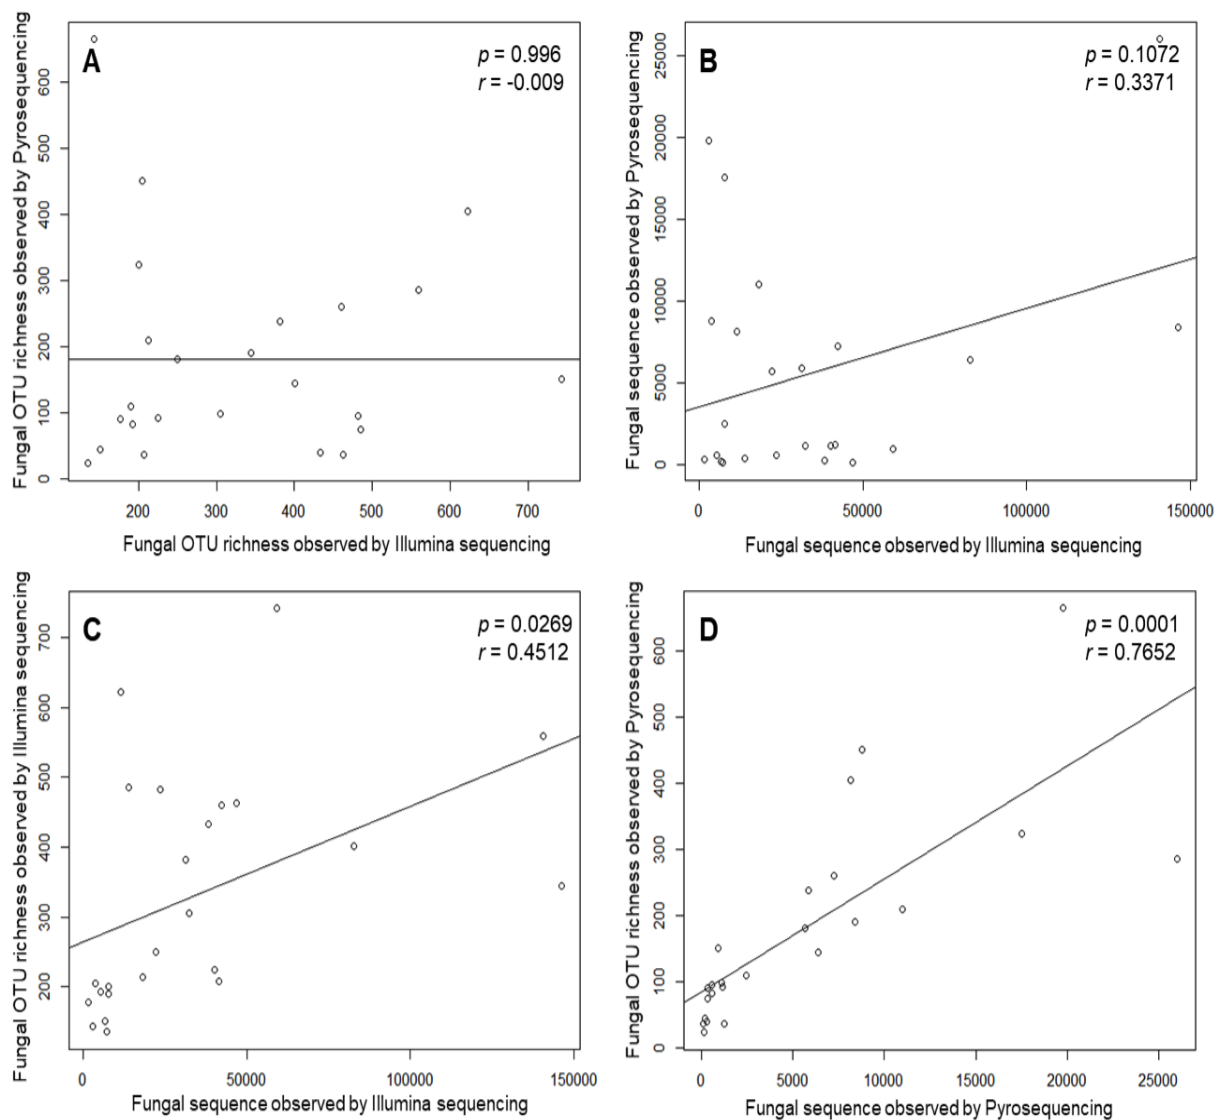 A
p = 0.996
r = -0.009
Fungal OTU richness observed by Pyrosequencing
0
100
200
300
400
500
600
200
300
400
500
600
700
Fungal OTU richness observed by Illumina sequencing
B
p = 0.1072
r = 0.3371
Fungal sequence observed by Pyrosequencing
0
5000
10000
15000
20000
25000
0
50000
100000
150000
Fungal sequence observed by Illumina sequencing
C
p = 0.0269
r = 0.4512
Fungal OTU richness observed by Illumina sequencing
200
300
400
500
600
700
0
50000
100000
150000
Fungal sequence observed by Illumina sequencing
D
p = 0.0001
r = 0.7652
Fungal OTU richness observed by Pyrosequencing
0
100
200
300
400
500
600
0
5000
10000
15000
20000
25000
Fungal sequence observed by Pyrosequencing